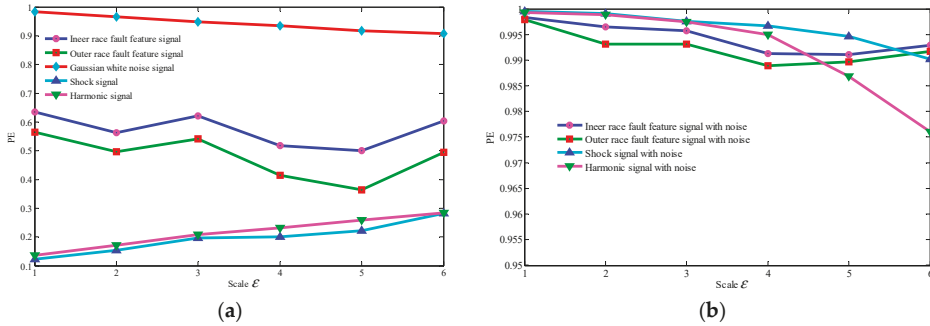 1
0.9
0.8
0.7
0.6
0.5
0.4
0.3
0.2
0.1
PE
Ineer race fault feature signal
Outer race fault feature signal
Gaussian white noise signal
Shock signal
Harmonic signal
1 2 3 4 5 6
Scale ε
(a)
1
0.995
0.99
0.985
0.98
0.975
0.97
0.965
0.96
0.955
0.95
PE
Ineer race fault feature signal with noise
Outer race fault feature signal with noise
Shock signal with noise
Harmonic signal with noise
1 2 3 4 5 6
Scale ε
(b)